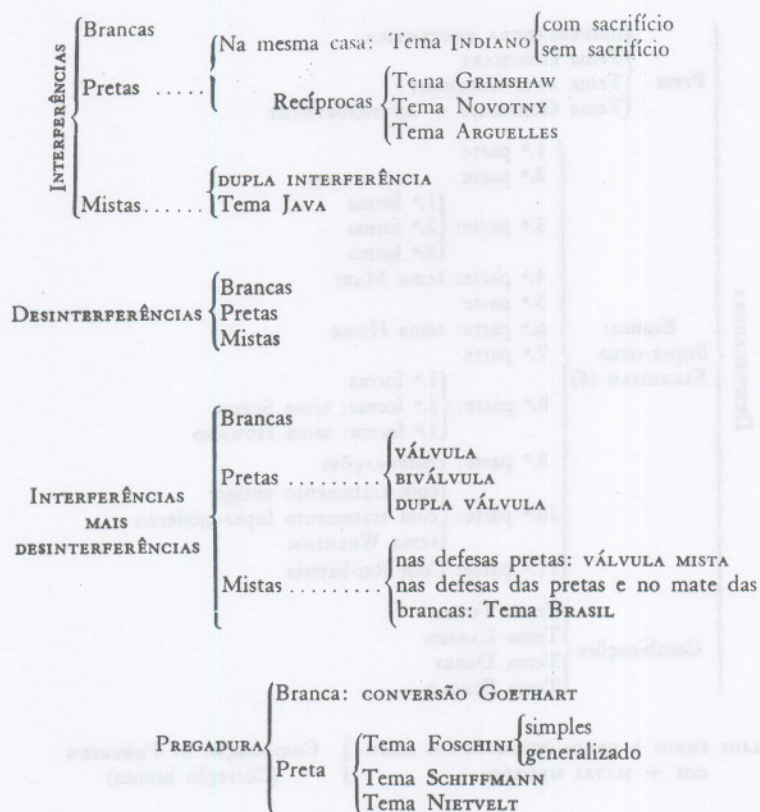 INTERFERÊNCIAS
Brancas
Pretas .....
Na mesma casa: Tema INDIANO
com sacrifício
sem sacrifício
Recíprocas
Tema GRIMSHAW
Tema NOVOTNY
Tema ARGUELLES
Mistas ......
DUPLA INTERFERÊNCIA
Tema JAVA
DESINTERFERÊNCIAS
Brancas
Pretas
Mistas
INTERFERÊNCIAS
MAIS
DESINTERFERÊNCIAS
Brancas
Pretas ........
VÁLVULA
BIVÁLVULA
DUPLA VÁLVULA
Mistas ........
nas defesas pretas: VÁLVULA MISTA
nas defesas das pretas e no mate das
brancas: Tema BRASIL
PREGADURA
Branca: CONVERSÃO GOETHART
Preta
Tema FOSCHINI
simples
generalizado
Tema SCHIFFMANN
Tema NIETVELT